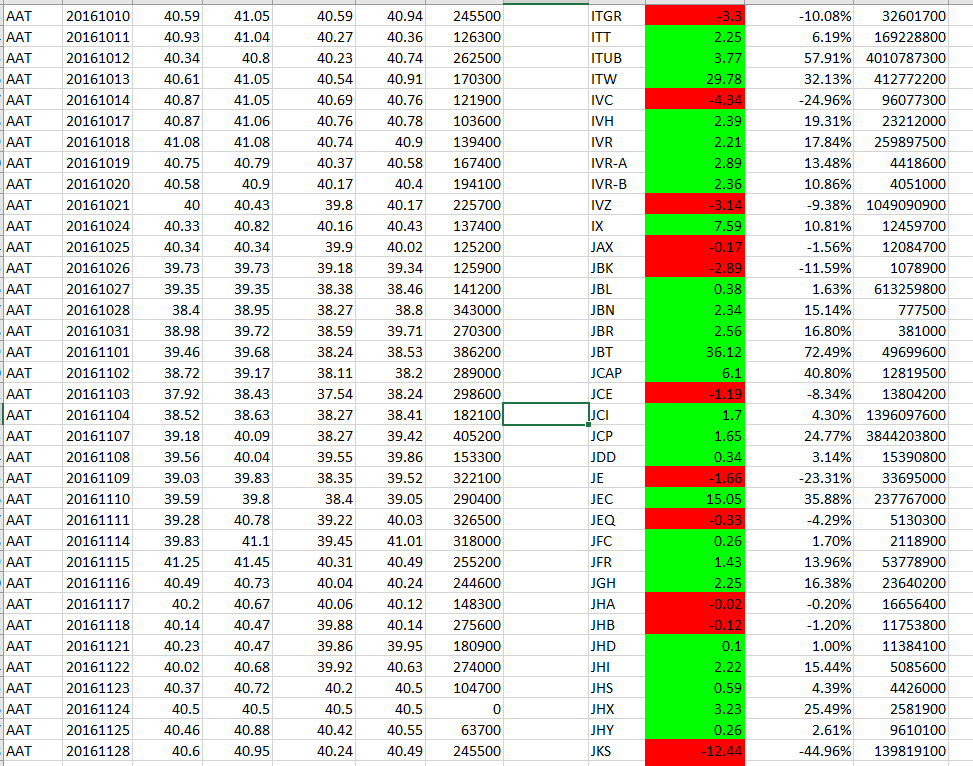 AAT 20161010 40.59 41.05 40.59 40.94 245500 ITGR -3.3 -10.08% 32601700
AAT 20161011 40.93 41.04 40.27 40.36 126300 ITT 2.25 6.19% 169228800
AAT 20161012 40.34 40.8 40.23 40.74 262500 ITUB 3.77 57.91% 4010787300
AAT 20161013 40.61 41.05 40.54 40.91 170300 ITW 29.78 32.13% 412772200
AAT 20161014 40.87 41.05 40.69 40.76 121900 IVC -4.34 -24.96% 96077300
AAT 20161017 40.87 41.06 40.76 40.78 103600 IVH 2.39 19.31% 23212000
AAT 20161018 41.08 41.08 40.74 40.9 139400 IVR 2.21 17.84% 259897500
AAT 20161019 40.75 40.79 40.37 40.58 167400 IVR-A 2.89 13.48% 4418600
AAT 20161020 40.58 40.9 40.17 40.4 194100 IVR-B 2.36 10.86% 4051000
AAT 20161021 40 40.43 39.8 40.17 225700 IVZ -3.14 -9.38% 1049090900
AAT 20161024 40.33 40.82 40.16 40.43 137400 IX 7.59 10.81% 12459700
AAT 20161025 40.34 40.34 39.9 40.02 125200 JAX -0.17 -1.56% 12084700
AAT 20161026 39.73 39.73 39.18 39.34 125900 JBK -2.89 -11.59% 1078900
AAT 20161027 39.35 39.35 38.38 38.46 141200 JBL 0.38 1.63% 613259800
AAT 20161028 38.4 38.95 38.27 38.8 343000 JBN 2.34 15.14% 777500
AAT 20161031 38.98 39.72 38.59 39.71 270300 JBR 2.56 16.80% 381000
AAT 20161101 39.46 39.68 38.24 38.53 386200 JBT 36.12 72.49% 49699600
AAT 20161102 38.72 39.17 38.11 38.2 289000 JCAP 6.1 40.80% 12819500
AAT 20161103 37.92 38.43 37.54 38.24 298600 JCE -1.19 -8.34% 13804200
AAT 20161104 38.52 38.63 38.27 38.41 182100 JCI 1.7 4.30% 1396097600
AAT 20161107 39.18 40.09 38.27 39.42 405200 JCP 1.65 24.77% 3844203800
AAT 20161108 39.56 40.04 39.55 39.86 153300 JDD 0.34 3.14% 15390800
AAT 20161109 39.03 39.83 38.35 39.52 322100 JE -1.66 -23.31% 33695000
AAT 20161110 39.59 39.8 38.4 39.05 290400 JEC 15.05 35.88% 237767000
AAT 20161111 39.28 40.78 39.22 40.03 326500 JEQ -0.33 -4.29% 5130300
AAT 20161114 39.83 41.1 39.45 41.01 318000 JFC 0.26 1.70% 2118900
AAT 20161115 41.25 41.45 40.31 40.49 255200 JFR 1.43 13.96% 53778900
AAT 20161116 40.49 40.73 40.04 40.24 244600 JGH 2.25 16.38% 23640200
AAT 20161117 40.2 40.67 40.06 40.12 148300 JHA -0.02 -0.20% 16656400
AAT 20161118 40.14 40.47 39.88 40.14 275600 JHB -0.12 -1.20% 11753800
AAT 20161121 40.23 40.47 39.86 39.95 180900 JHD 0.1 1.00% 11384100
AAT 20161122 40.02 40.68 39.92 40.63 274000 JHI 2.22 15.44% 5085600
AAT 20161123 40.37 40.72 40.2 40.5 104700 JHS 0.59 4.39% 4426000
AAT 20161124 40.5 40.5 40.5 40.5 0 JHX 3.23 25.49% 2581900
AAT 20161125 40.46 40.88 40.42 40.55 63700 JHY 0.26 2.61% 9610100
AAT 20161128 40.6 40.95 40.24 40.49 245500 JKS -12.44 -44.96% 139819100